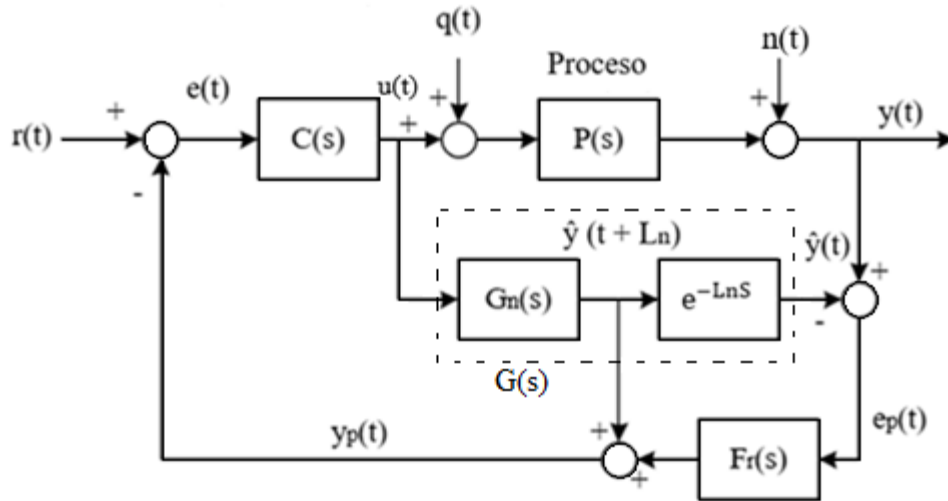 q(t)
n(t)
Proceso
e(t)
u(t)
y(t)
+
+
+
+
r(t)
C(s)
P(s)
-
ŷ (t + Ln)
ŷ(t)
+
Gn(s)
e^-LnS
-
G(s)
yp(t)
+
+
Fr(s)
ep(t)